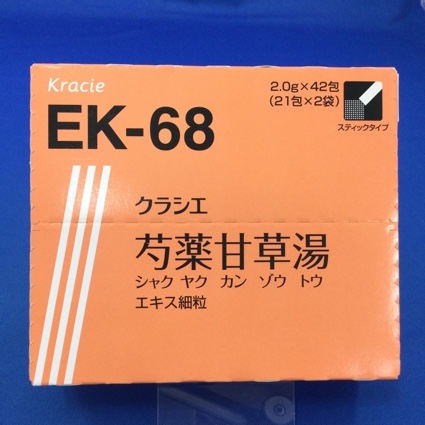 Kracie
2.0g×42包
(21包×2袋)
スティックタイプ
EK-68
クラシエ
芍薬甘草湯
シャク ヤク カン ゾウ トウ
エキス細粒